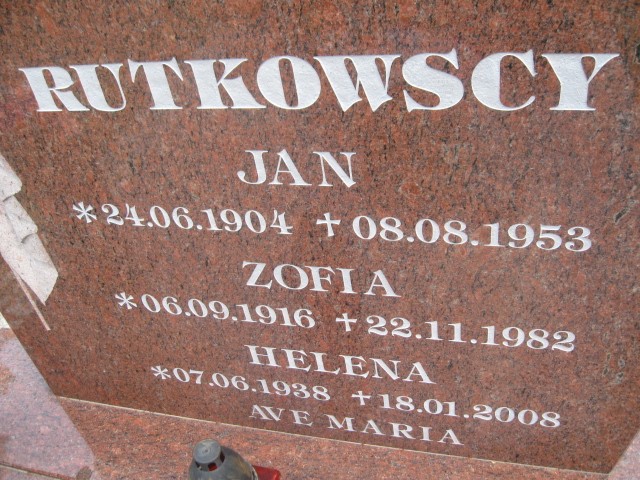 RUTKOWSCY
JAN
*24.06.1904 †08.08.1953
ZOFIA
*06.09.1916 †22.11.1982
HELENA
*07.06.1938 †18.01.2008
AVE MARIA